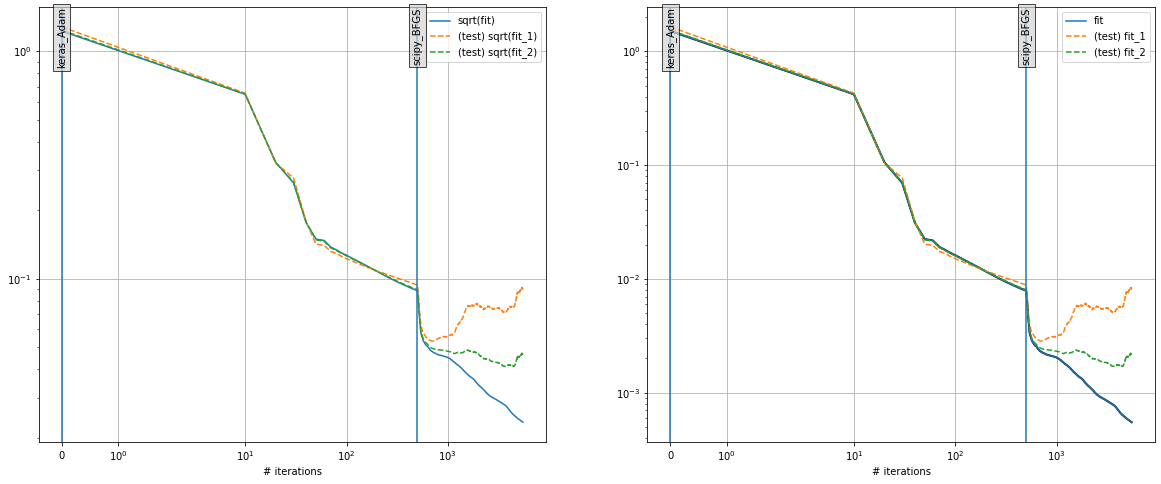 keras_Adam
scipy_BFGS
sqrt(fit)
(test) sqrt(fit_1)
(test) sqrt(fit_2)
10⁰
10⁻¹
0
10⁰
10¹
10²
10³
# iterations
keras_Adam
scipy_BFGS
fit
(test) fit_1
(test) fit_2
10⁰
10⁻¹
10⁻²
10⁻³
0
10⁰
10¹
10²
10³
# iterations